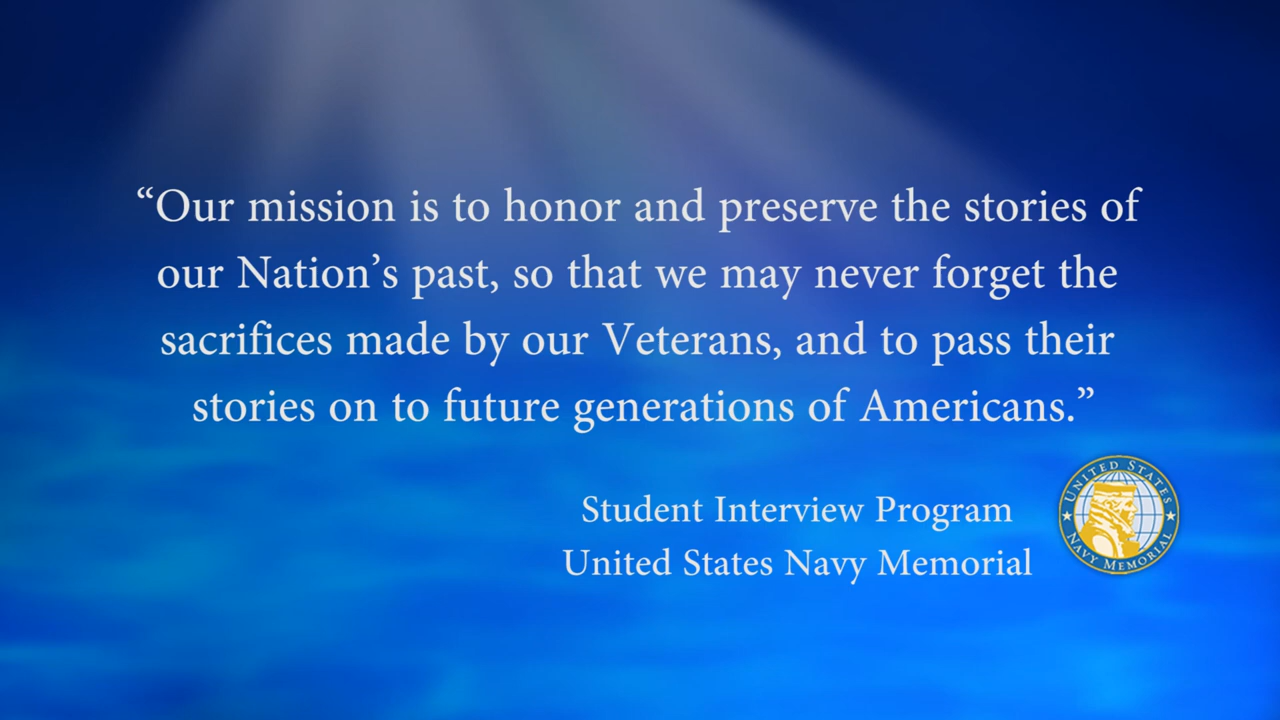 “Our mission is to honor and preserve the stories of
our Nation’s past, so that we may never forget the
sacrifices made by our Veterans, and to pass their
stories on to future generations of Americans.”
Student Interview Program
United States Navy Memorial
UNITED STATES
NAVY MEMORIAL